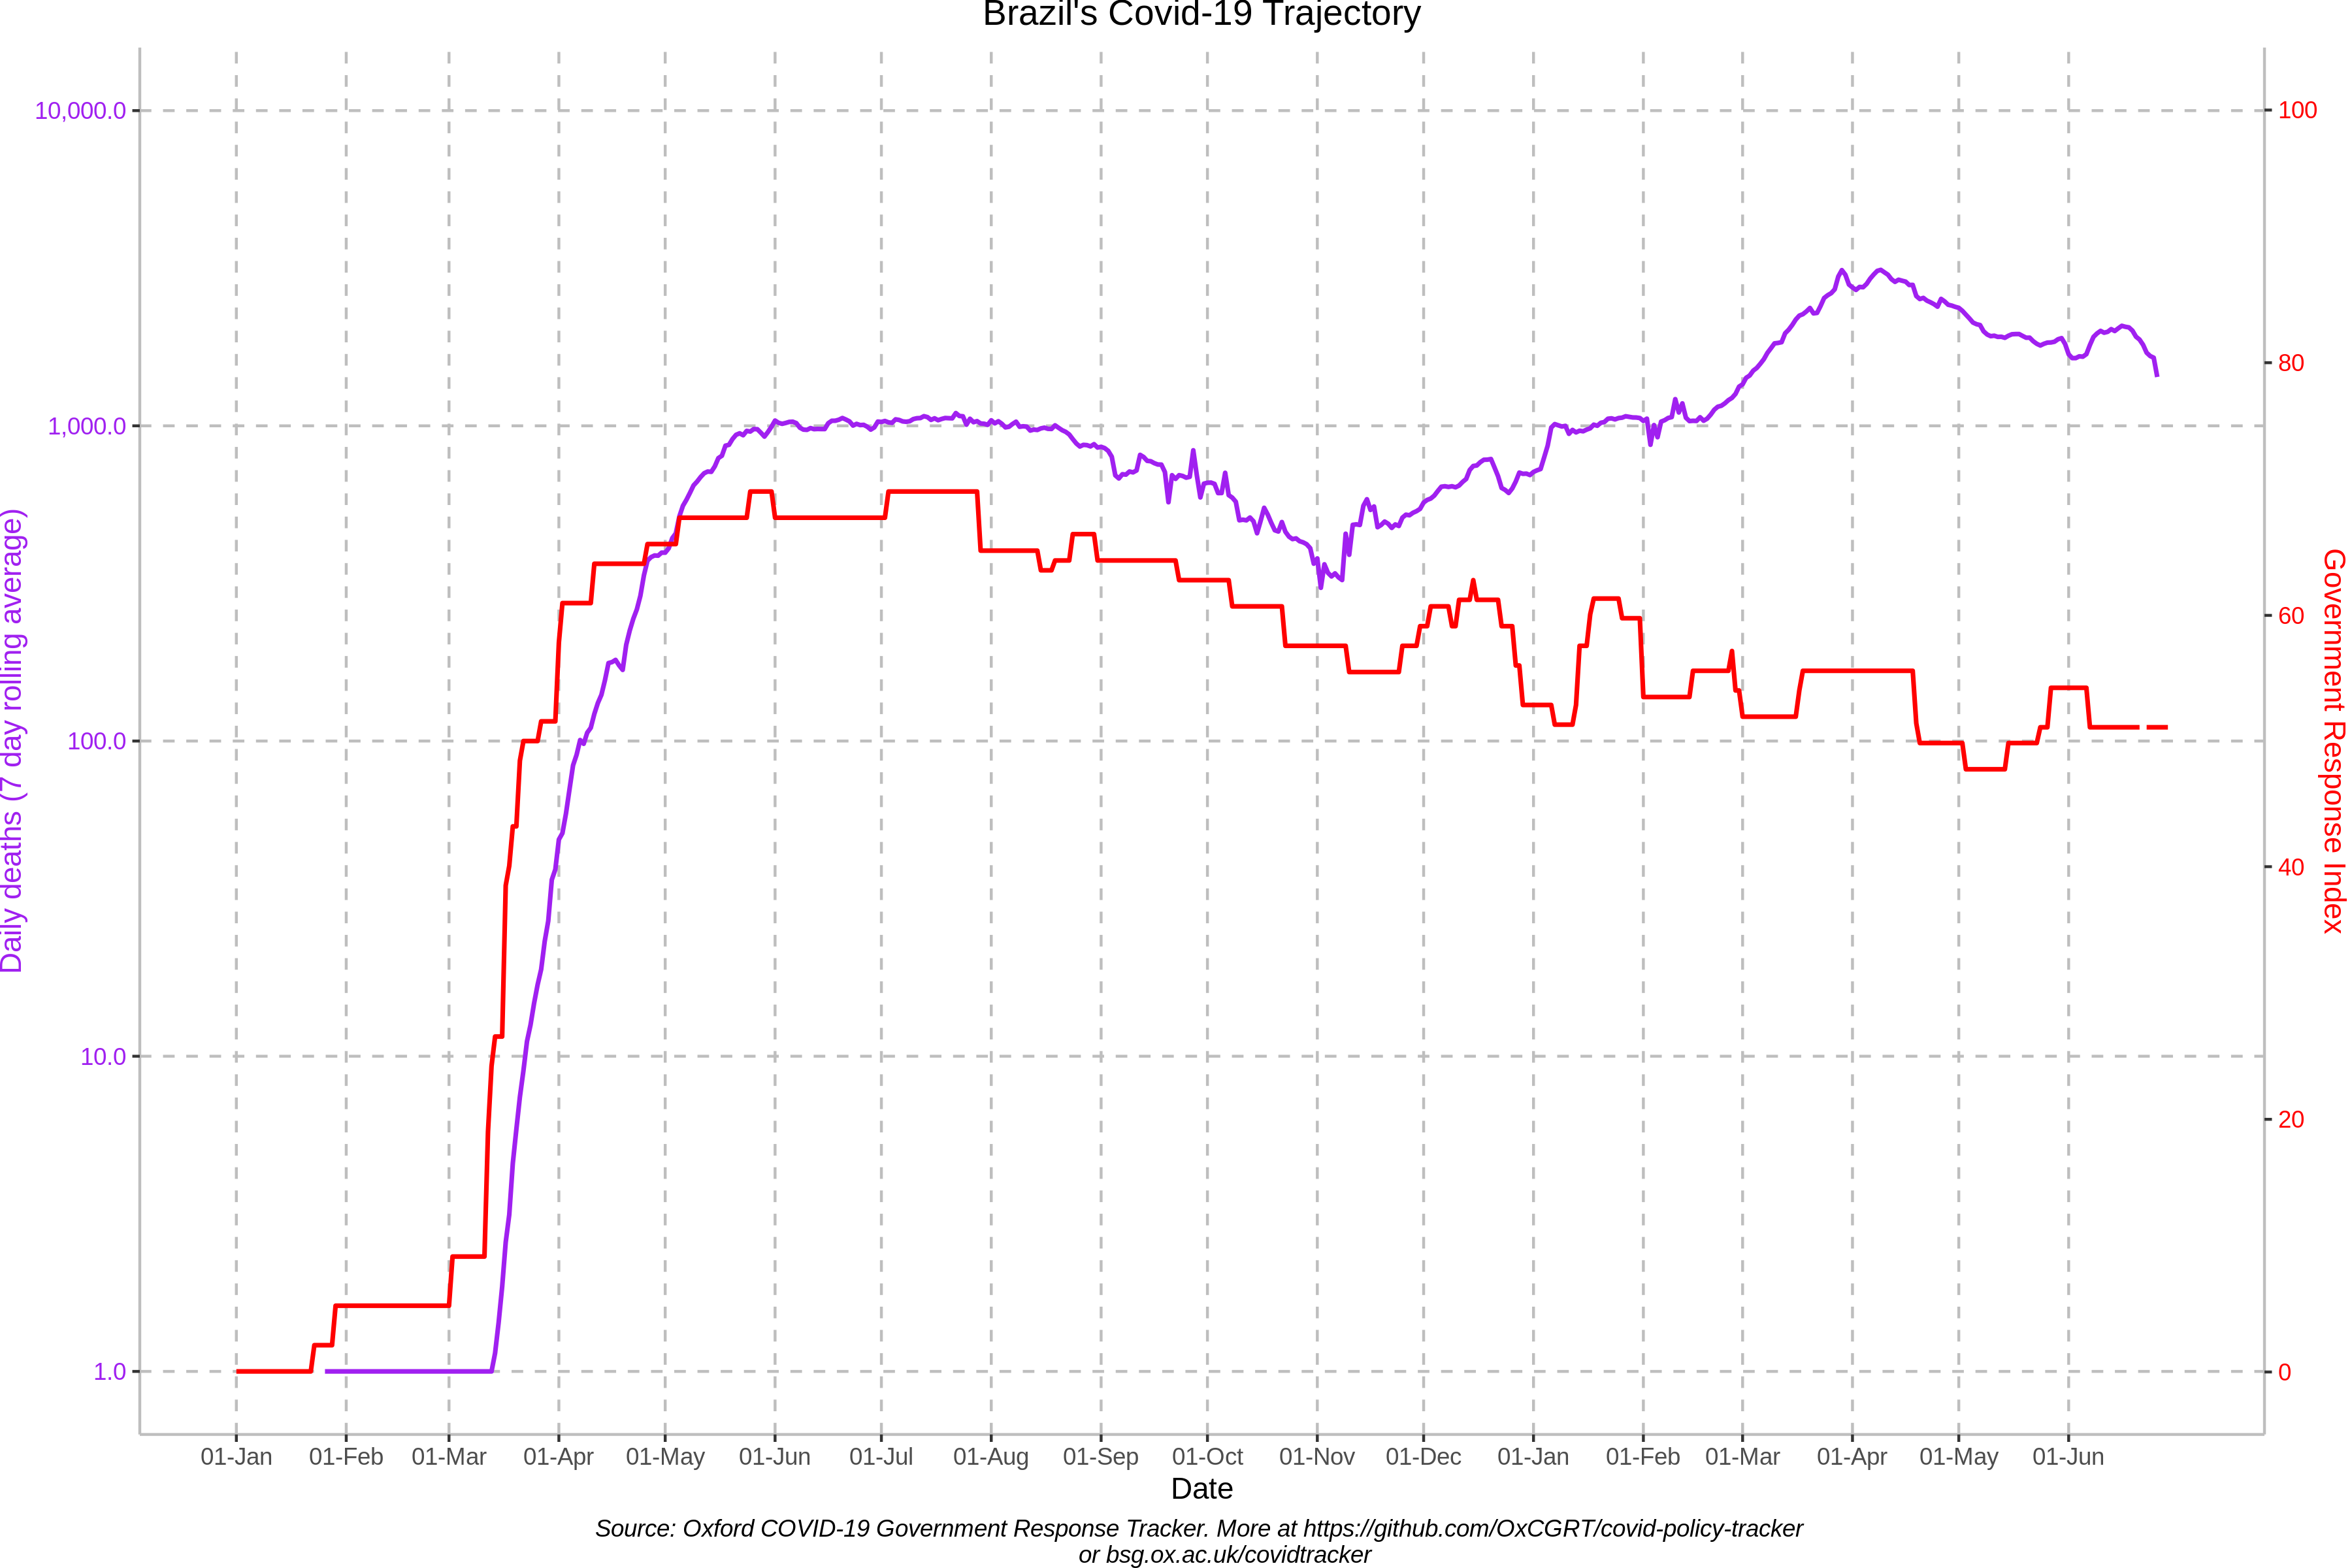 Brazil's Covid-19 Trajectory
10,000.0
1,000.0
100.0
10.0
1.0
Daily deaths (7 day rolling average)
100
80
60
40
20
0
Government Response Index
01-Jan 01-Feb 01-Mar 01-Apr 01-May 01-Jun 01-Jul 01-Aug 01-Sep 01-Oct 01-Nov 01-Dec 01-Jan 01-Feb 01-Mar 01-Apr 01-May 01-Jun
Date
Source: Oxford COVID-19 Government Response Tracker. More at https://github.com/OxCGRT/covid-policy-tracker
or bsg.ox.ac.uk/covidtracker